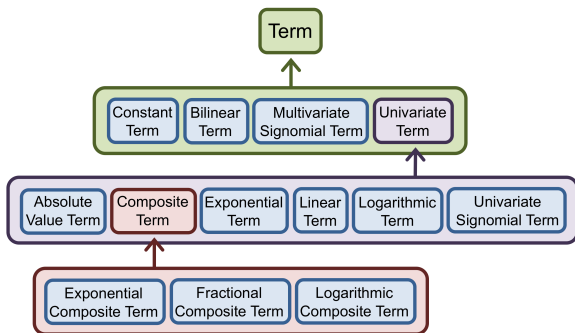 Term
Constant
Term
Bilinear
Term
Multivariate
Signomial Term
Univariate
Term
Absolute
Value Term
Composite
Term
Exponential
Term
Linear
Term
Logarithmic
Term
Univariate
Signomial Term
Exponential
Composite Term
Fractional
Composite Term
Logarithmic
Composite Term